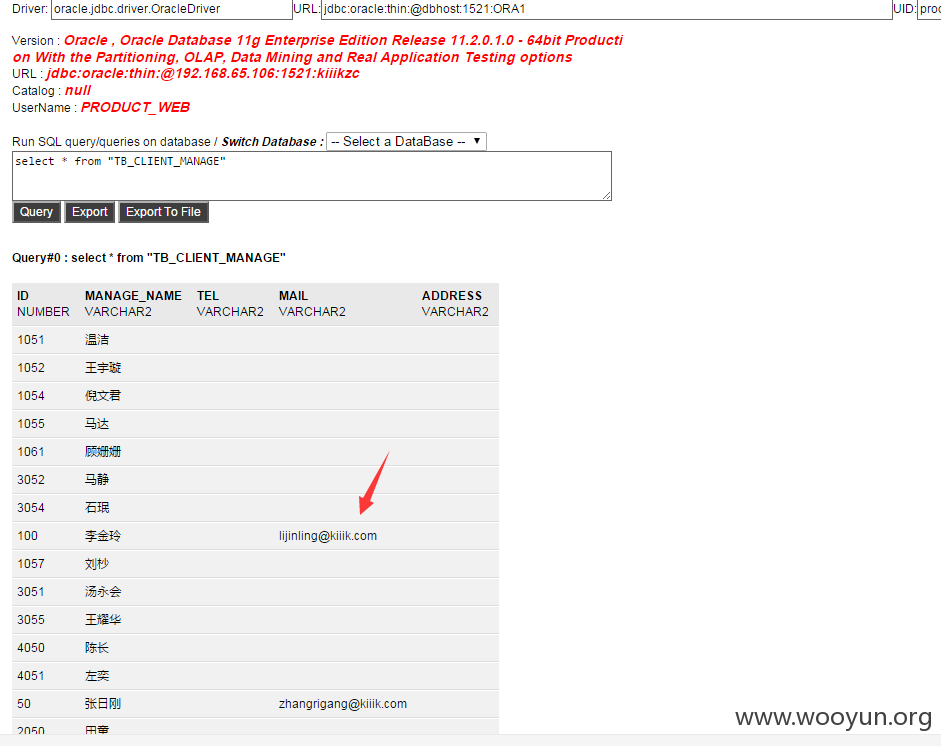 Driver: oracle.jdbc.driver.OracleDriver URL: jdbc:oracle:thin:@dbhost:1521:ORA1 UID: proc
Version : Oracle , Oracle Database 11g Enterprise Edition Release 11.2.0.1.0 - 64bit Producti
on With the Partitioning, OLAP, Data Mining and Real Application Testing options
URL : jdbc:oracle:thin:@192.168.65.106:1521:kiiikzc
Catalog : null
UserName : PRODUCT_WEB
Run SQL query/queries on database / Switch Database : -- Select a DataBase --
select * from "TB_CLIENT_MANAGE"
Query Export Export To File
Query#0 : select * from "TB_CLIENT_MANAGE"
ID MANAGE_NAME TEL MAIL ADDRESS
NUMBER VARCHAR2 VARCHAR2 VARCHAR2 VARCHAR2
1051 温洁
1052 王宇璇
1054 倪文君
1055 马达
1061 顾姗姗
3052 马静
3054 石珉
100 李金玲 lijinling@kiiik.com
1057 刘杪
3051 汤永会
3055 王耀华
4050 陈长
4051 左奕
50 张日刚 zhangrigang@kiiik.com
2050 田童
www.wooyun.org